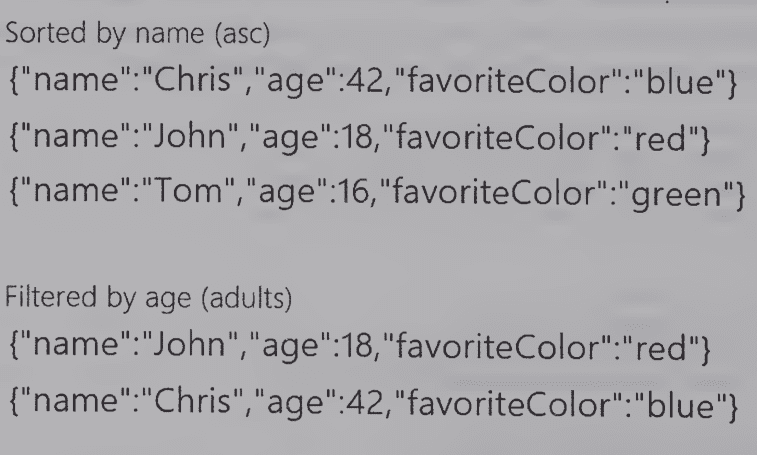 Sorted by name (asc)
{"name":"Chris","age":42,"favoriteColor":"blue"}
{"name":"John","age":18,"favoriteColor":"red"}
{"name":"Tom","age":16,"favoriteColor":"green"}
Filtered by age (adults)
{"name":"John","age":18,"favoriteColor":"red"}
{"name":"Chris","age":42,"favoriteColor":"blue"}